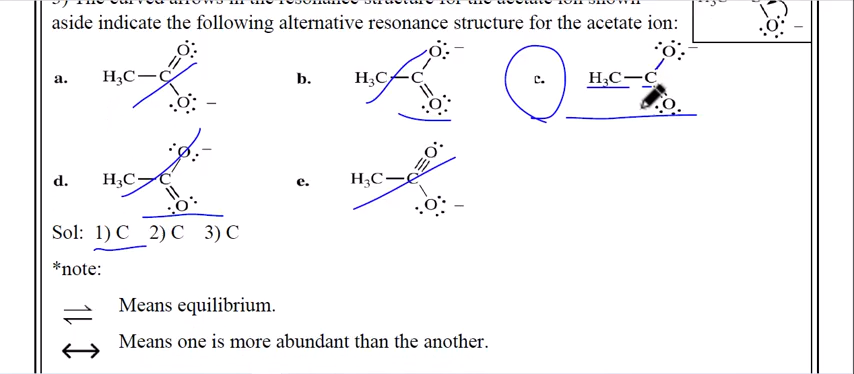 aside indicate the following alternative resonance structure for the acetate ion:
a. H3C C O O −
b. H3C C O − O
c. H3C C O − O
d. H3C C O − O
e. H3C C O O −
Sol: 1) C 2) C 3) C
*note:
Means equilibrium.
Means one is more abundant than the another.